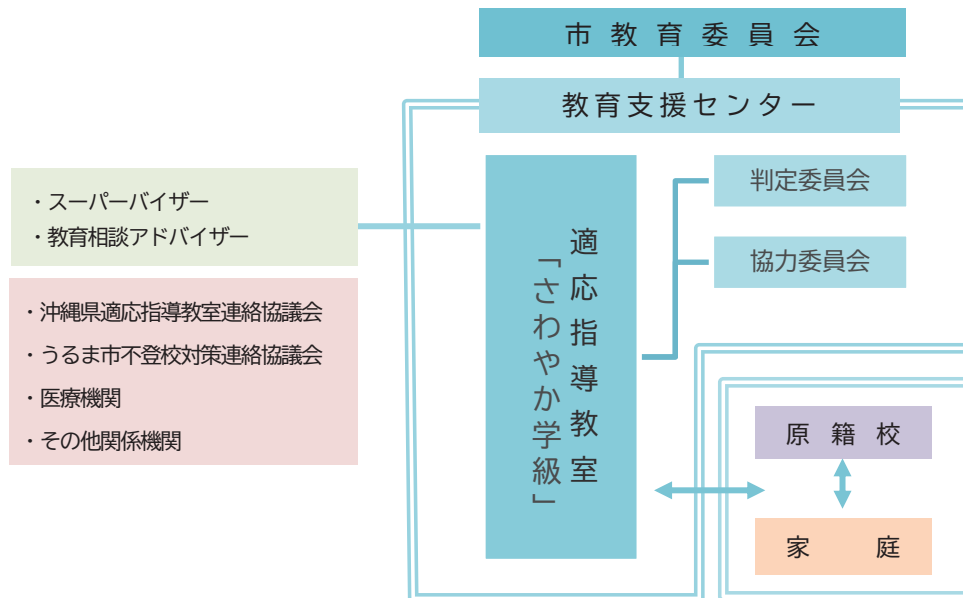 市教育委員会
教育支援センター
・スーパーバイザー
・教育相談アドバイザー
・沖縄県適応指導教室連絡協議会
・うるま市不登校対策連絡協議会
・医療機関
・その他関係機関
適応指導教室
「さわやか学級」
判定委員会
協力委員会
原籍校
家庭